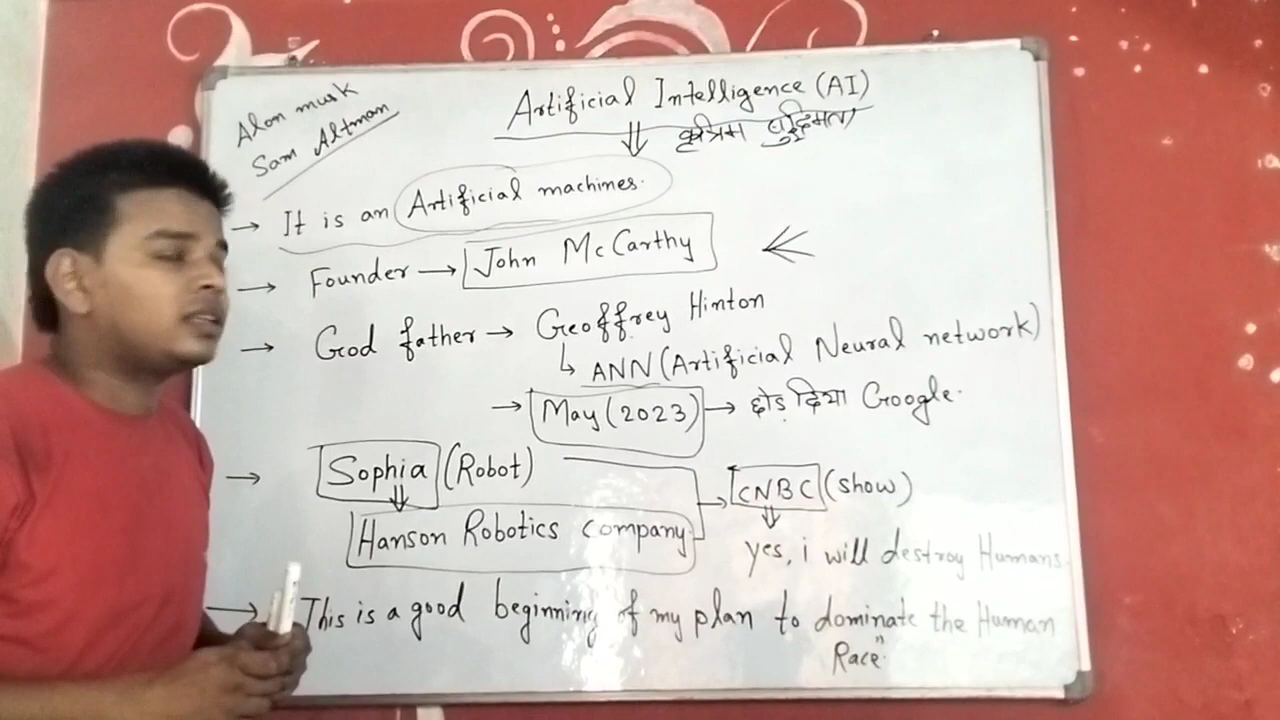 Alon musk
Sam Altman
Artificial Intelligence (AI)
कृत्रिम बुद्धिमता
→ It is an Artificial machines.
→ Founder → John McCarthy
→ God father → Geoffrey Hinton
↳ ANN (Artificial Neural network)
→ May (2023) → छोड़ दिया Google.
→ Sophia (Robot) → CNBC (show)
Hanson Robotics company
yes, i will destroy Humans.
→ This is a good beginning of my plan to dominate the Human
Race"